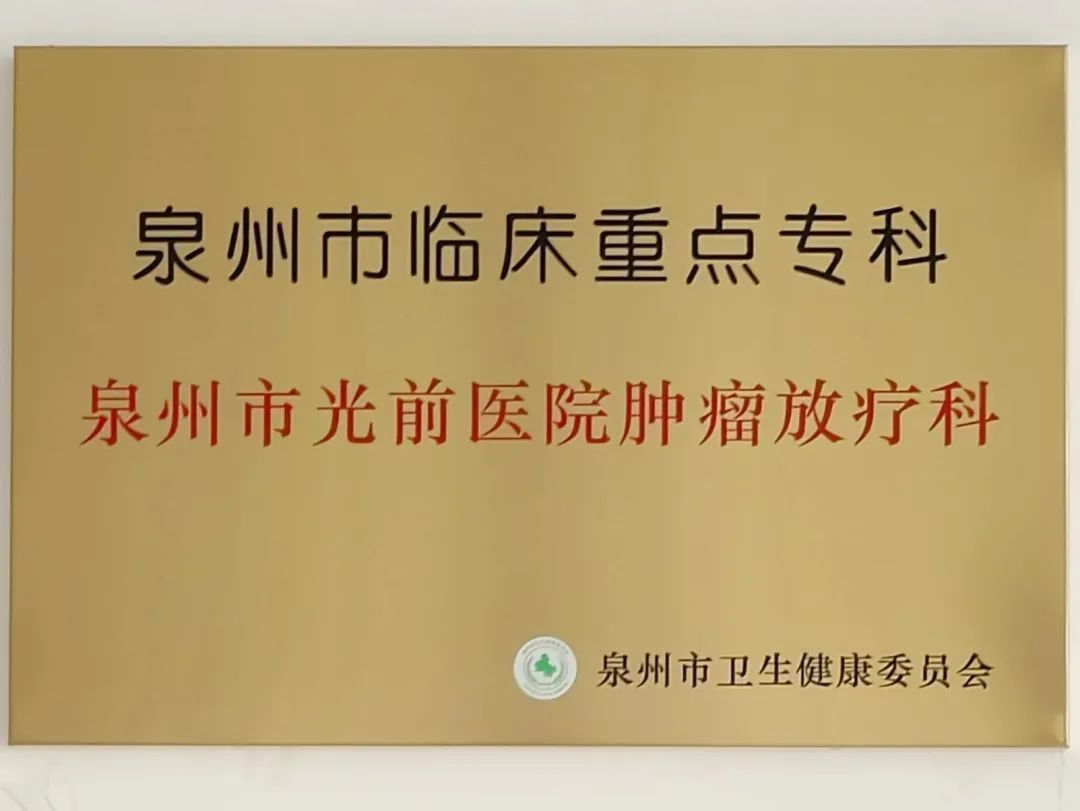 泉州市临床重点专科
泉州市光前医院肿瘤放疗科
泉州市卫生健康委员会